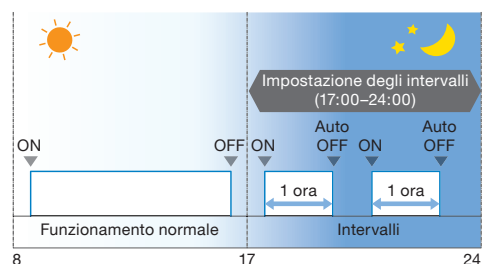 Impostazione degli intervalli
(17:00–24:00)
ON
OFF
ON
Auto
OFF
ON
Auto
OFF
1 ora
1 ora
Funzionamento normale
Intervalli
8
17
24